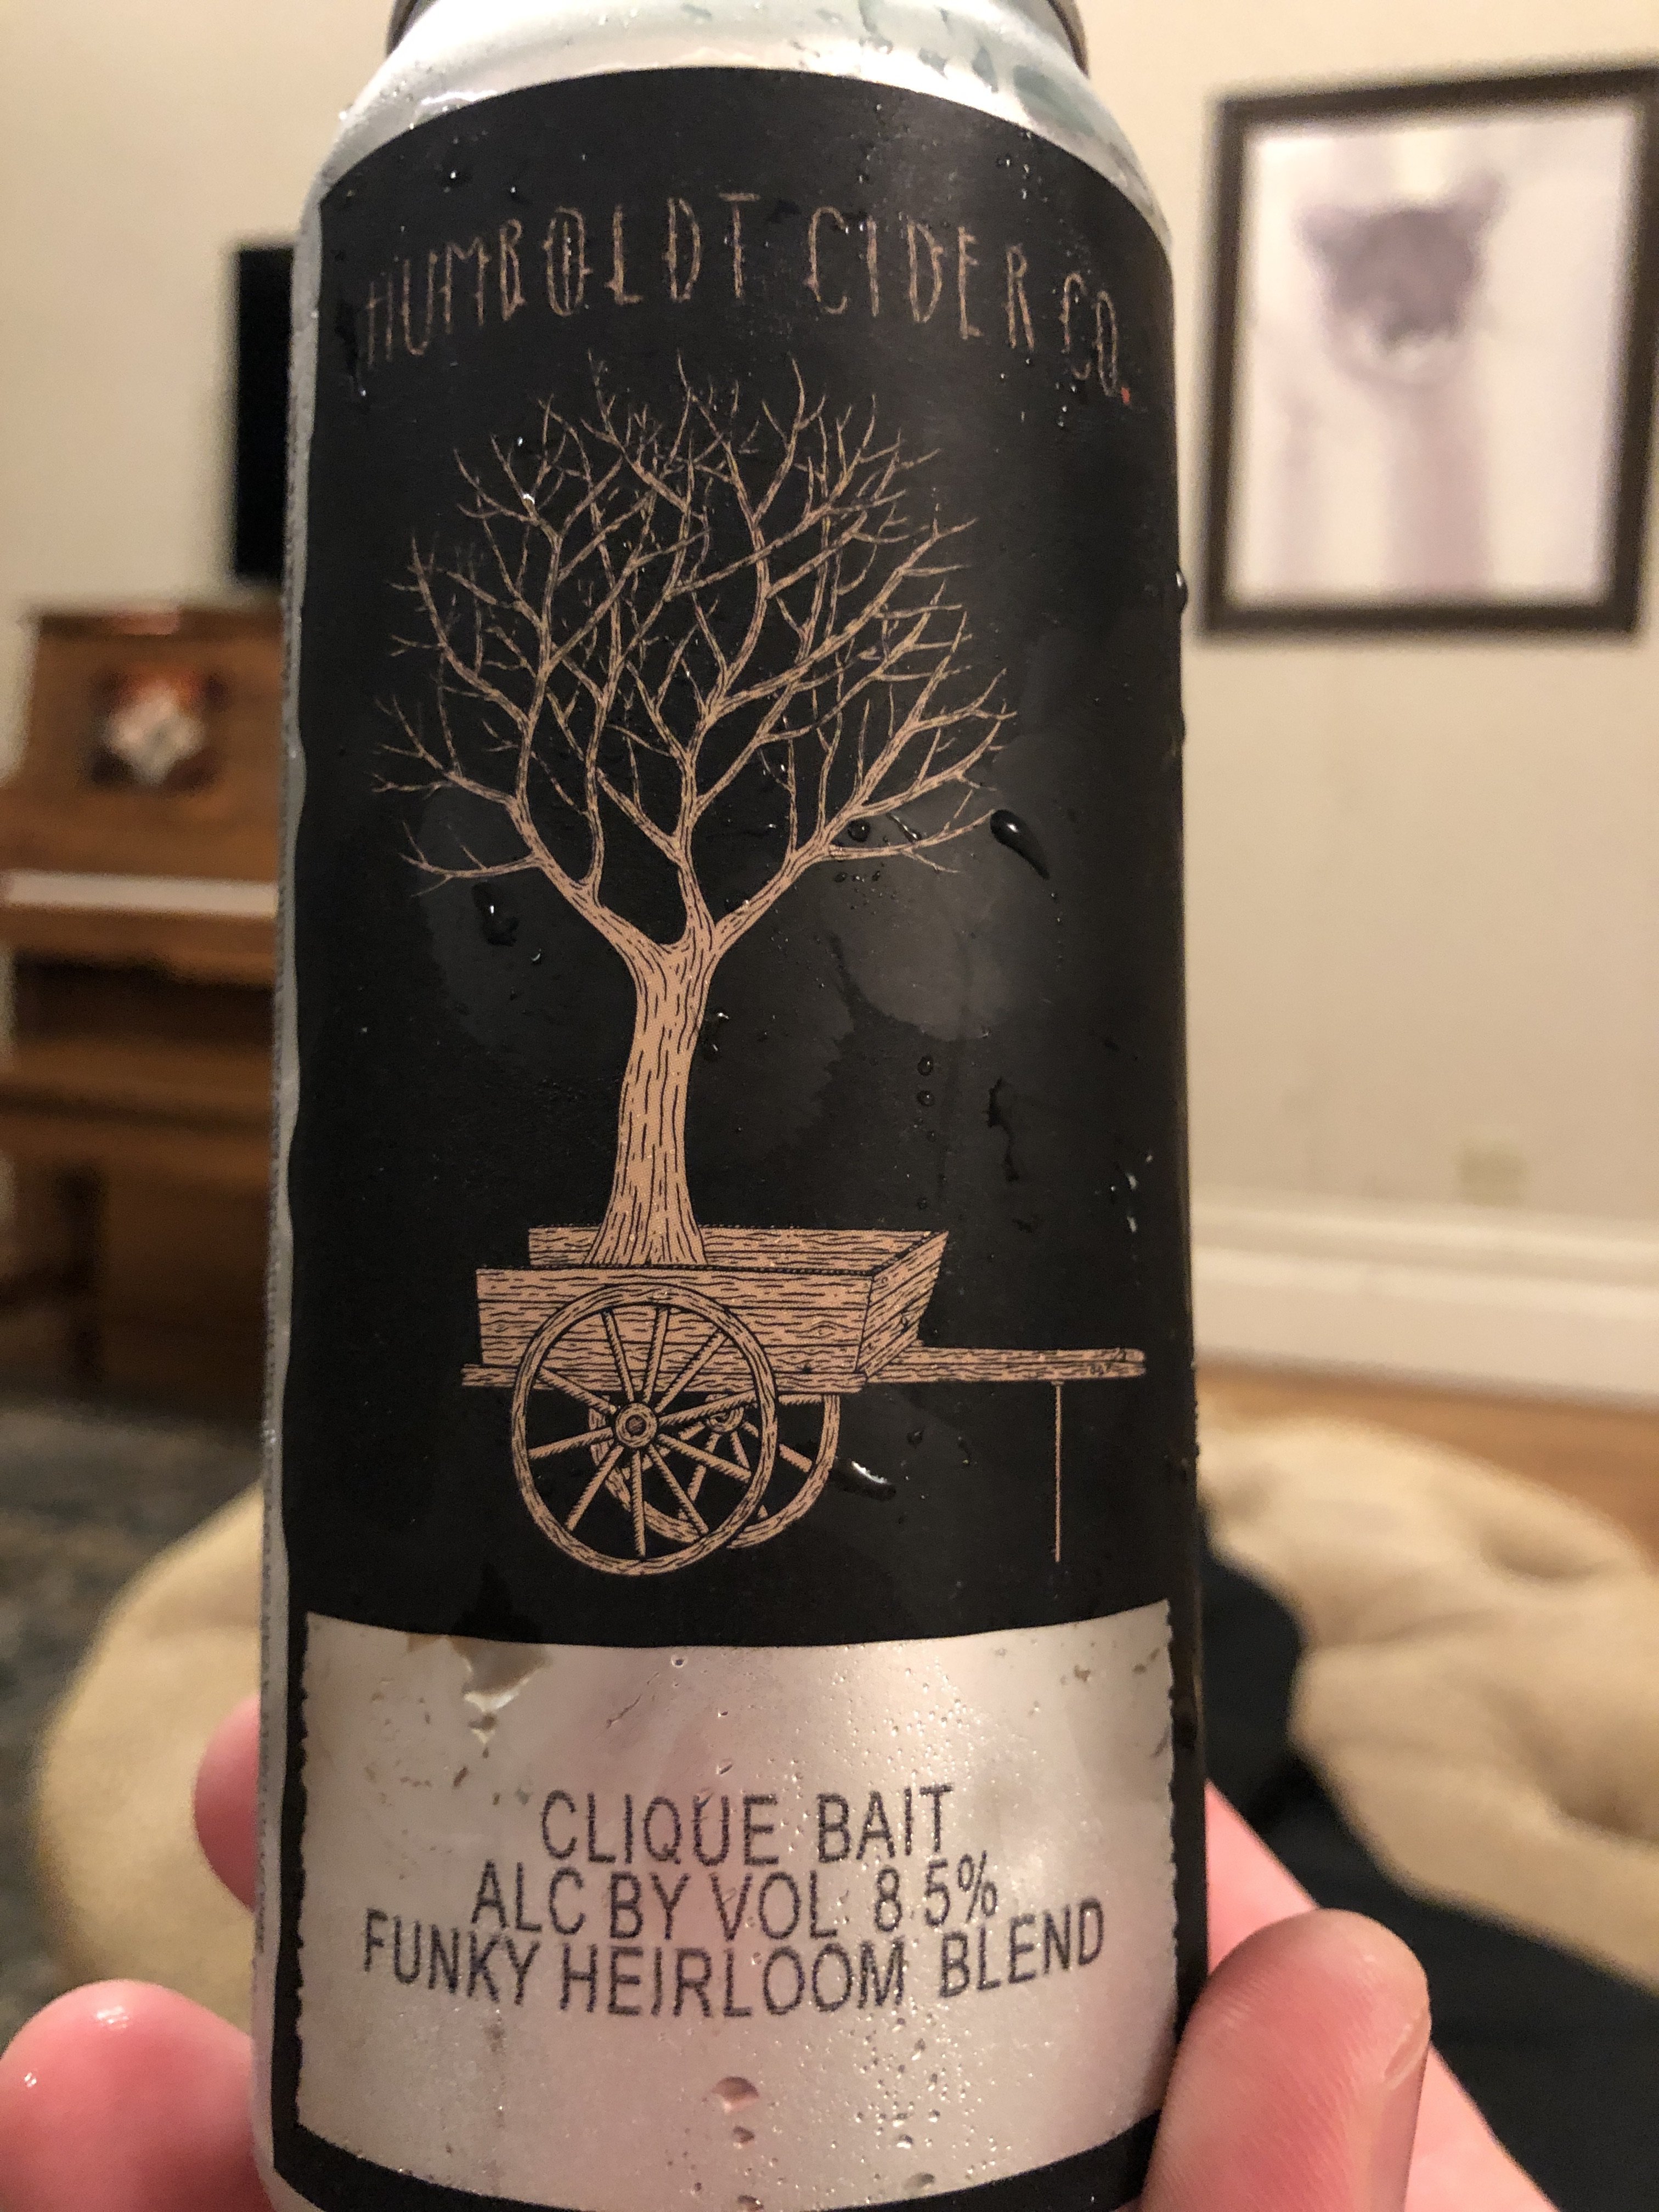 HUMBOLDT CIDER CO.
CLIQUE BAIT
ALC BY VOL. 8.5%
FUNKY HEIRLOOM BLEND